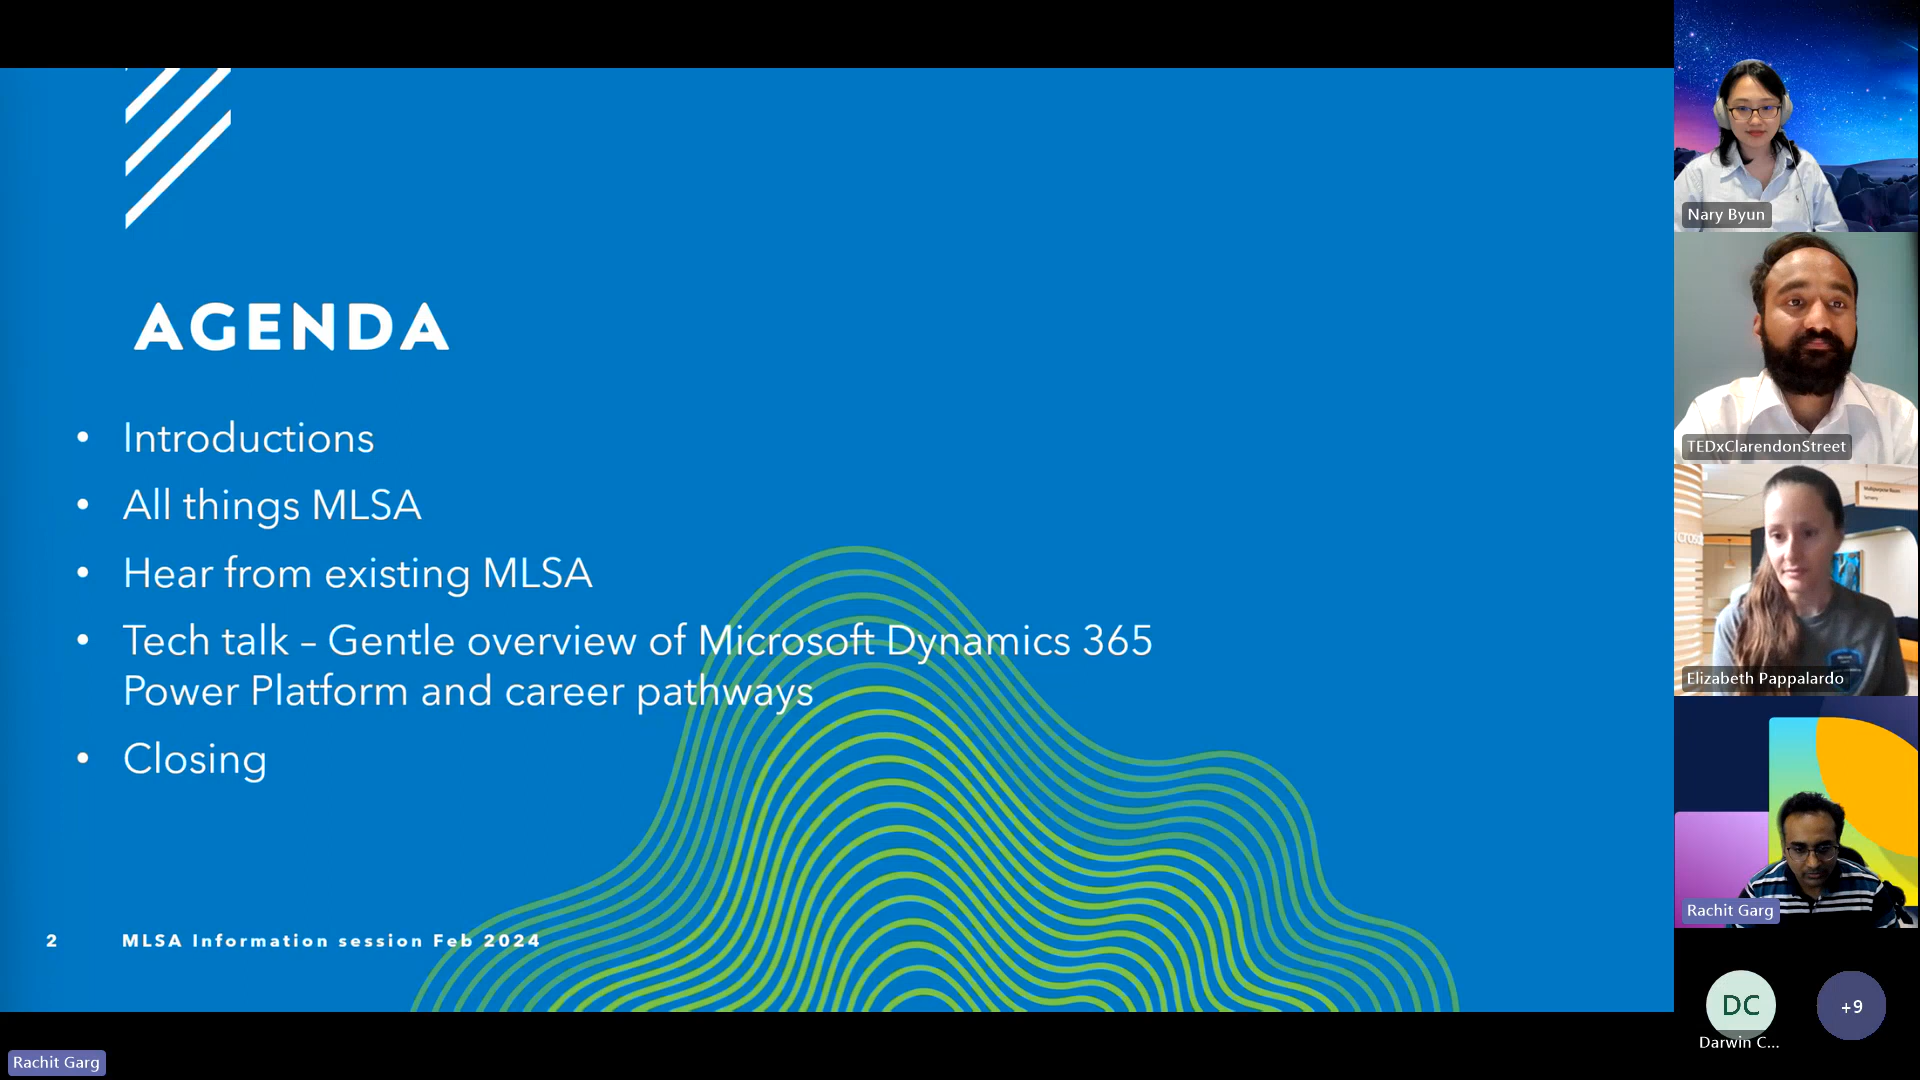 AGENDA
• Introductions
• All things MLSA
• Hear from existing MLSA
• Tech talk – Gentle overview of Microsoft Dynamics 365
Power Platform and career pathways
• Closing
2 MLSA Information session Feb 2024
Rachit Garg
Nary Byun
TEDxClarendonStreet
Multipurpose Room
Elizabeth Pappalardo
Rachit Garg
DC
Darwin C...
+9